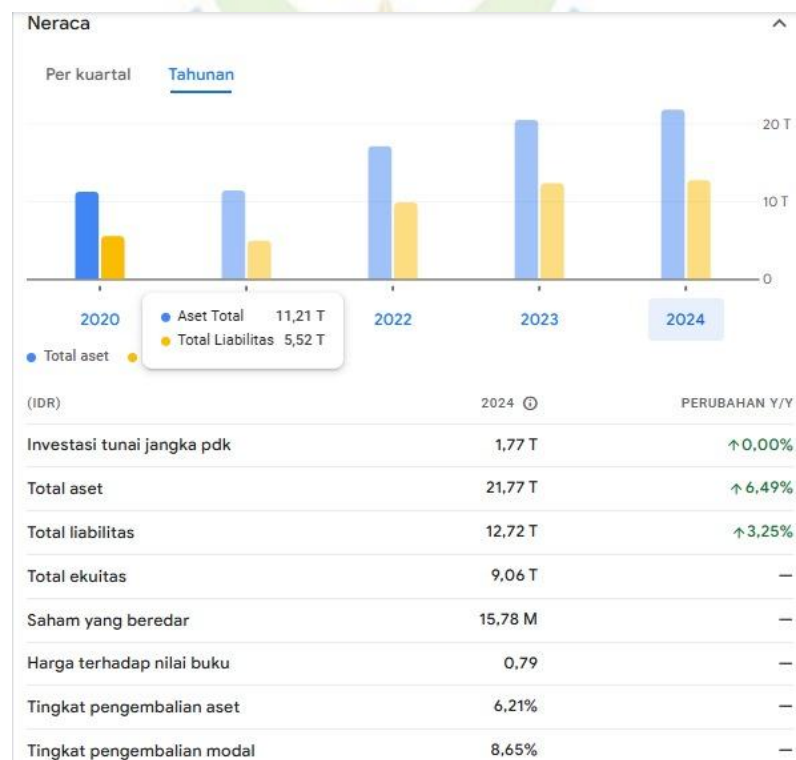 Neraca
Per kuartal Tahunan
20 T
10 T
0
2020 2022 2023 2024
Aset Total 11,21 T
Total Liabilitas 5,52 T
Total aset
(IDR) 2024 PERUBAHAN Y/Y
Investasi tunai jangka pdk 1,77 T ↑0,00%
Total aset 21,77 T ↑6,49%
Total liabilitas 12,72 T ↑3,25%
Total ekuitas 9,06 T —
Saham yang beredar 15,78 M —
Harga terhadap nilai buku 0,79 —
Tingkat pengembalian aset 6,21% —
Tingkat pengembalian modal 8,65% —